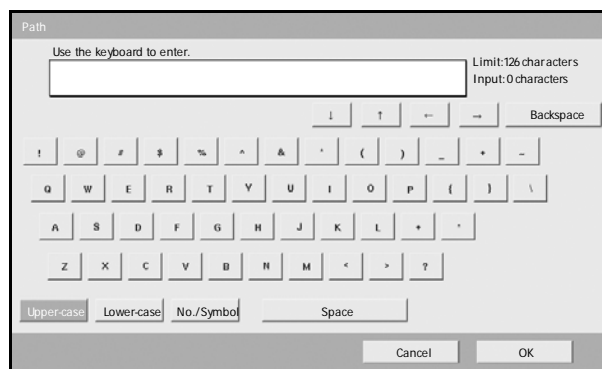 Path
Use the keyboard to enter.
Limit:126 characters
Input: 0 characters
↓ ↑ ← → Backspace
! @ # $ % ^ & ' ( ) _ + ~
Q W E R T Y U I O P { } \
A S D F G H J K L
Z X C V B N M < > ?
Upper-case Lower-case No./Symbol Space
Cancel OK